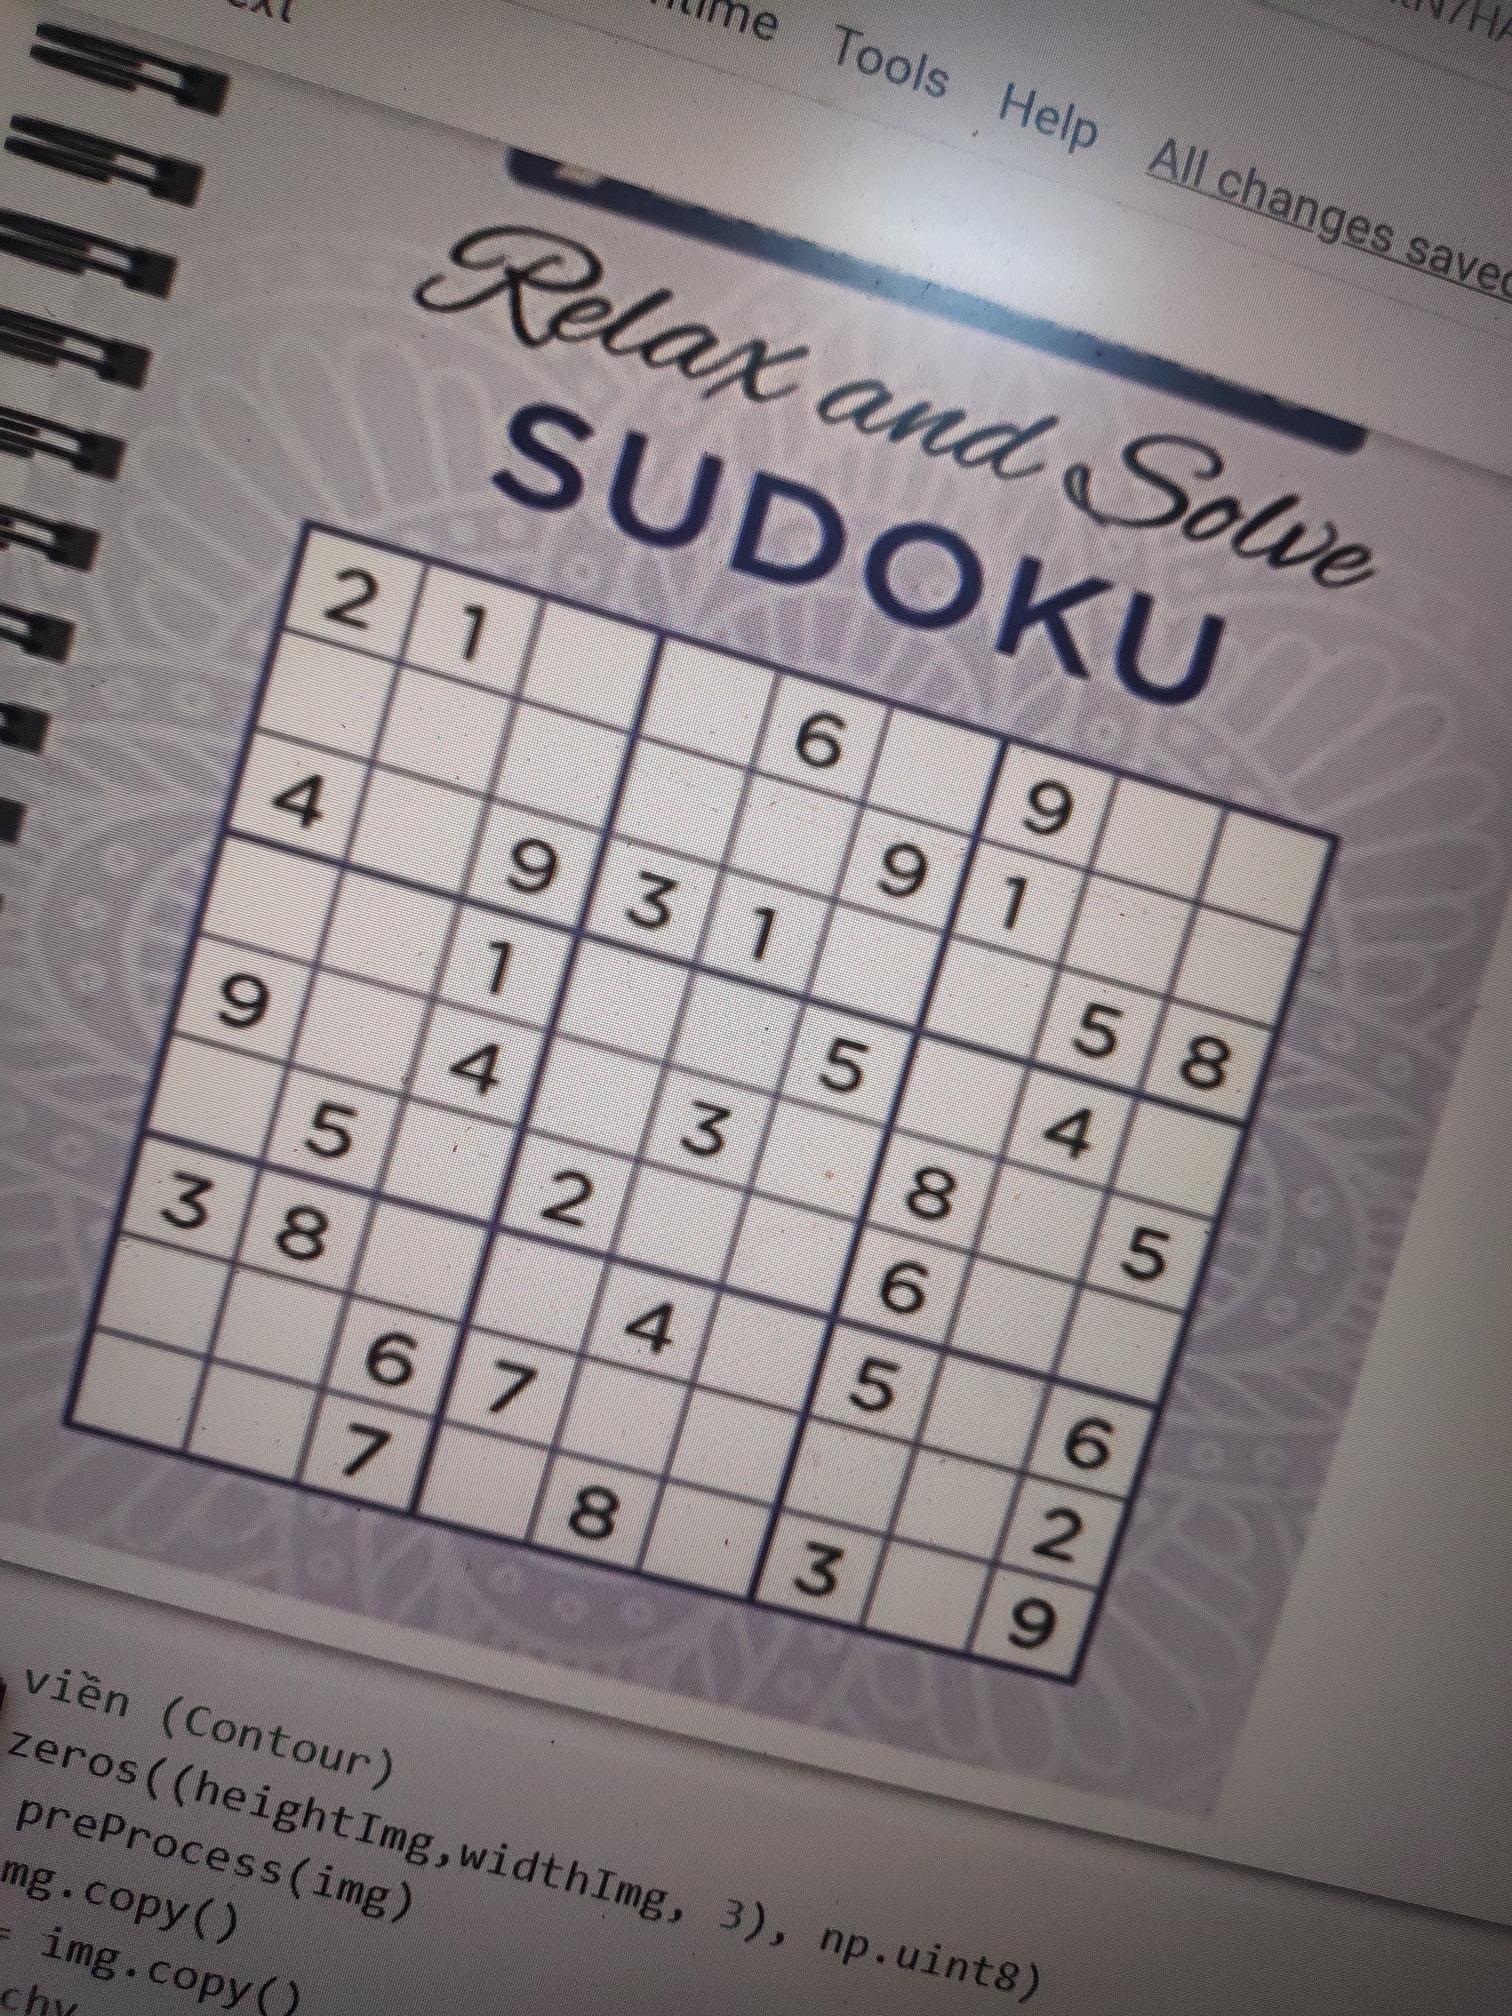 Tools Help All changes saved
Relax and Solve
SUDOKU
2 1 6 9
9 1
4 9 3 1 5 8
1 5 4
9 4 3 8 5
5 2 6
3 8 4 5 6
6 7 2
7 8 3 9
viền (Contour)
zeros((heightImg,widthImg, 3), np.uint8)
preProcess(img)
mg.copy()
= img.copy()
chy